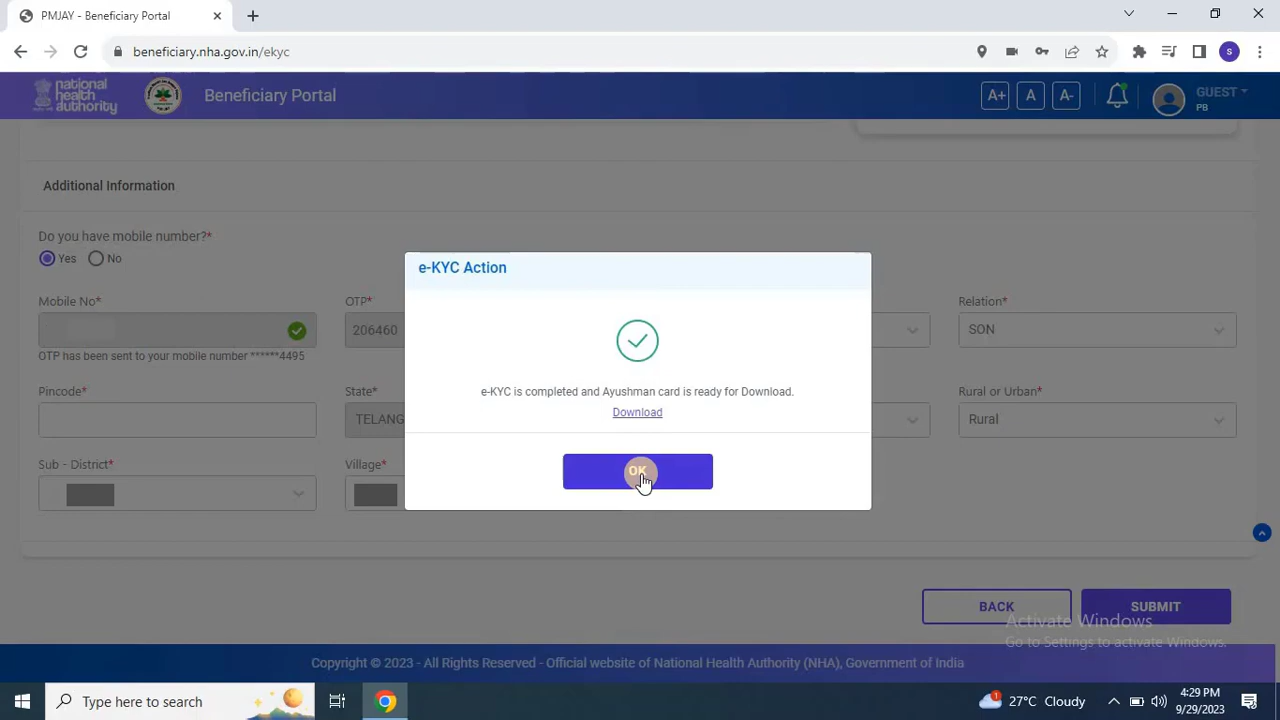 PMJAY - Beneficiary Portal
beneficiary.nha.gov.in/ekyc
S
national
health
authority
Beneficiary Portal
A+ A A-
GUEST
PB
Additional Information
Do you have mobile number?*
Yes No
Mobile No* OTP* Relation*
206460 SON
OTP has been sent to your mobile number ******4495
Pincode* State* Rural or Urban*
TELANG Rural
Sub - District* Village*
e-KYC Action
e-KYC is completed and Ayushman card is ready for Download.
Download
OK
BACK SUBMIT
Activate Windows
Go to Settings to activate Windows.
Copyright © 2023 - All Rights Reserved - Official website of National Health Authority (NHA), Government of India
Type here to search
1 27°C Cloudy
4:29 PM
9/29/2023